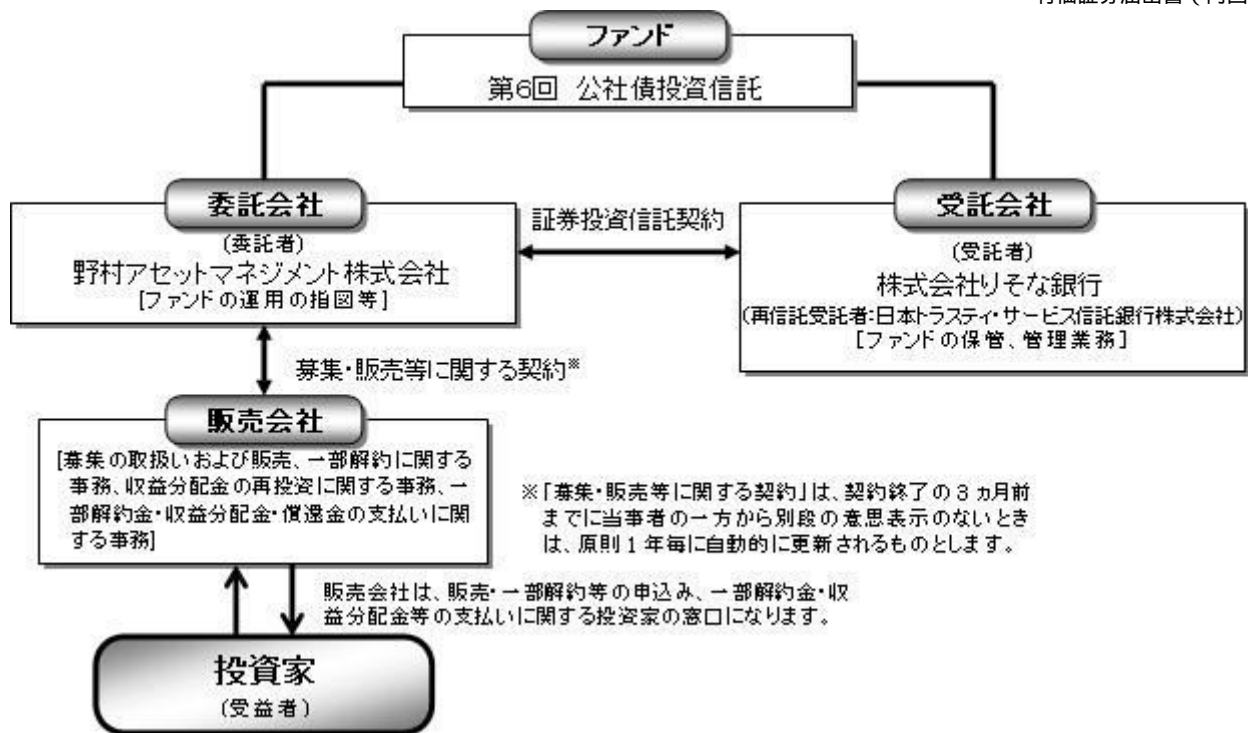 ファンド
第6回 公社債投資信託
委託会社
(委託者)
野村アセットマネジメント株式会社
[ファンドの運用の指図等]
証券投資信託契約
受託会社
(受託者)
株式会社りそな銀行
(再信託受託者:日本トラスティ・サービス信託銀行株式会社)
[ファンドの保管、管理業務]
募集・販売等に関する契約※
販売会社
[募集の取扱いおよび販売、一部解約に関する
事務、収益分配金の再投資に関する事務、一
部解約金・収益分配金・償還金の支払いに関
する事務]
※「募集・販売等に関する契約」は、契約終了の3ヵ月前
までに当事者の一方から別段の意思表示のないとき
は、原則1年毎に自動的に更新されるものとします。
販売会社は、販売・一部解約等の申込み、一部解約金・収
益分配金等の支払いに関する投資家の窓口になります。
投資家
(受益者)